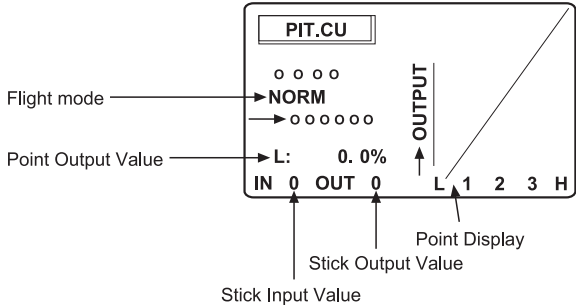 PIT.CU
o o o o
OUTPUT
Flight mode
NORM
o o o o o o
Point Output Value
L: 0. 0%
IN 0 OUT 0
L 1 2 3 H
Point Display
Stick Output Value
Stick Input Value